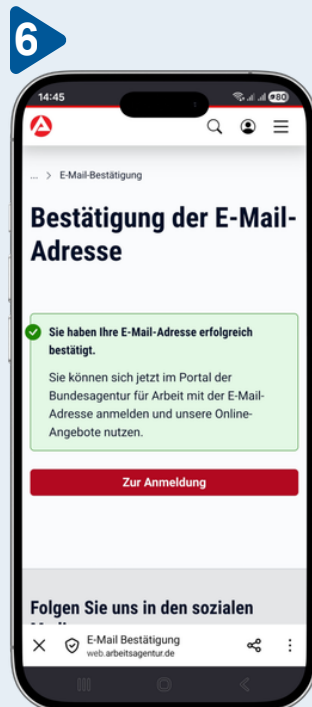 6
14:45
80
... > E-Mail-Bestätigung
Bestätigung der E-Mail-
Adresse
Sie haben Ihre E-Mail-Adresse erfolgreich
bestätigt.
Sie können sich jetzt im Portal der
Bundesagentur für Arbeit mit der E-Mail-
Adresse anmelden und unsere Online-
Angebote nutzen.
Zur Anmeldung
Folgen Sie uns in den sozialen
E-Mail Bestätigung
web.arbeitsagentur.de